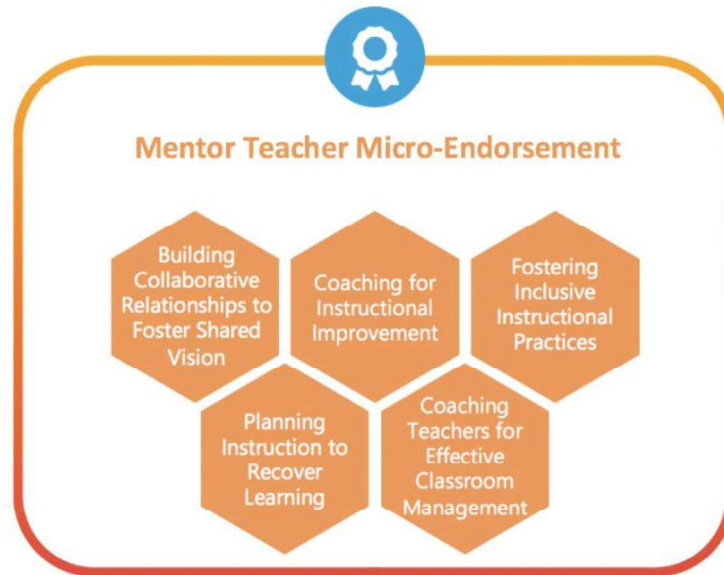 Mentor Teacher Micro-Endorsement
Building
Collaborative
Relationships to
Foster Shared
Vision
Coaching for
Instructional
Improvement
Fostering
Inclusive
Instructional
Practices
Planning
Instruction to
Recover
Learning
Coaching
Teachers for
Effective
Classroom
Management